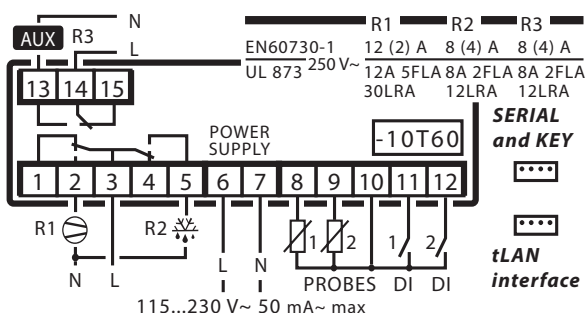 N R1 R2 R3
AUX R3 L
EN60730-1 250 V~ 12 (2) A 8 (4) A 8 (4) A
UL 873 12A 5FLA 8A 2FLA 8A 2FLA
30LRA 12LRA 12LRA
13 14 15
SERIAL
and KEY
POWER
SUPPLY
-10T60
1 2 3 4 5 6 7 8 9 10 11 12
R1 R2 1 2 1 2
tLAN
interface
N L L N PROBES DI DI
115...230 V~ 50 mA~ max